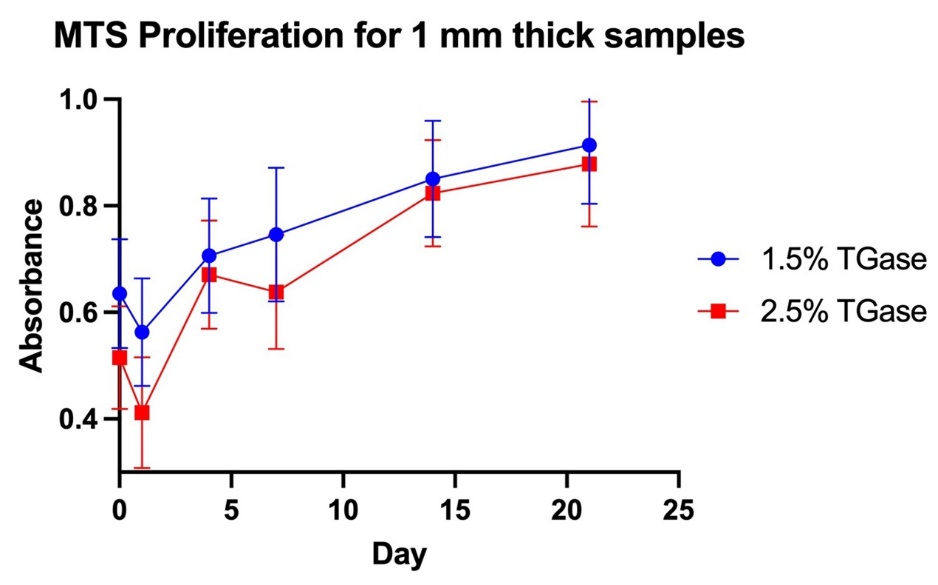 MTS Proliferation for 1 mm thick samples
1.0
0.8
0.6
0.4
Absorbance
0 5 10 15 20 25
Day
1.5% TGase
2.5% TGase